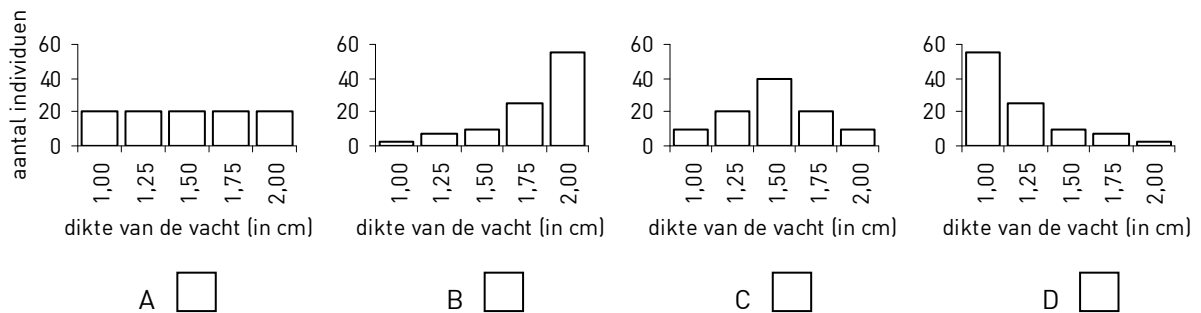 aantal individuen
60
40
20
0
1,00 1,25 1,50 1,75 2,00
dikte van de vacht (in cm)
A
60
40
20
0
1,00 1,25 1,50 1,75 2,00
dikte van de vacht (in cm)
B
60
40
20
0
1,00 1,25 1,50 1,75 2,00
dikte van de vacht (in cm)
C
60
40
20
0
1,00 1,25 1,50 1,75 2,00
dikte van de vacht (in cm)
D